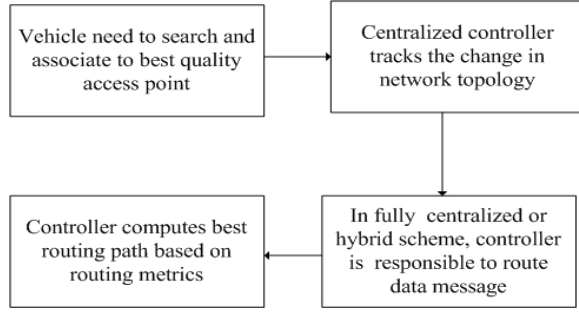 Vehicle need to search and
associate to best quality
access point
Centralized controller
tracks the change in
network topology
In fully centralized or
hybrid scheme, controller
is responsible to route
data message
Controller computes best
routing path based on
routing metrics